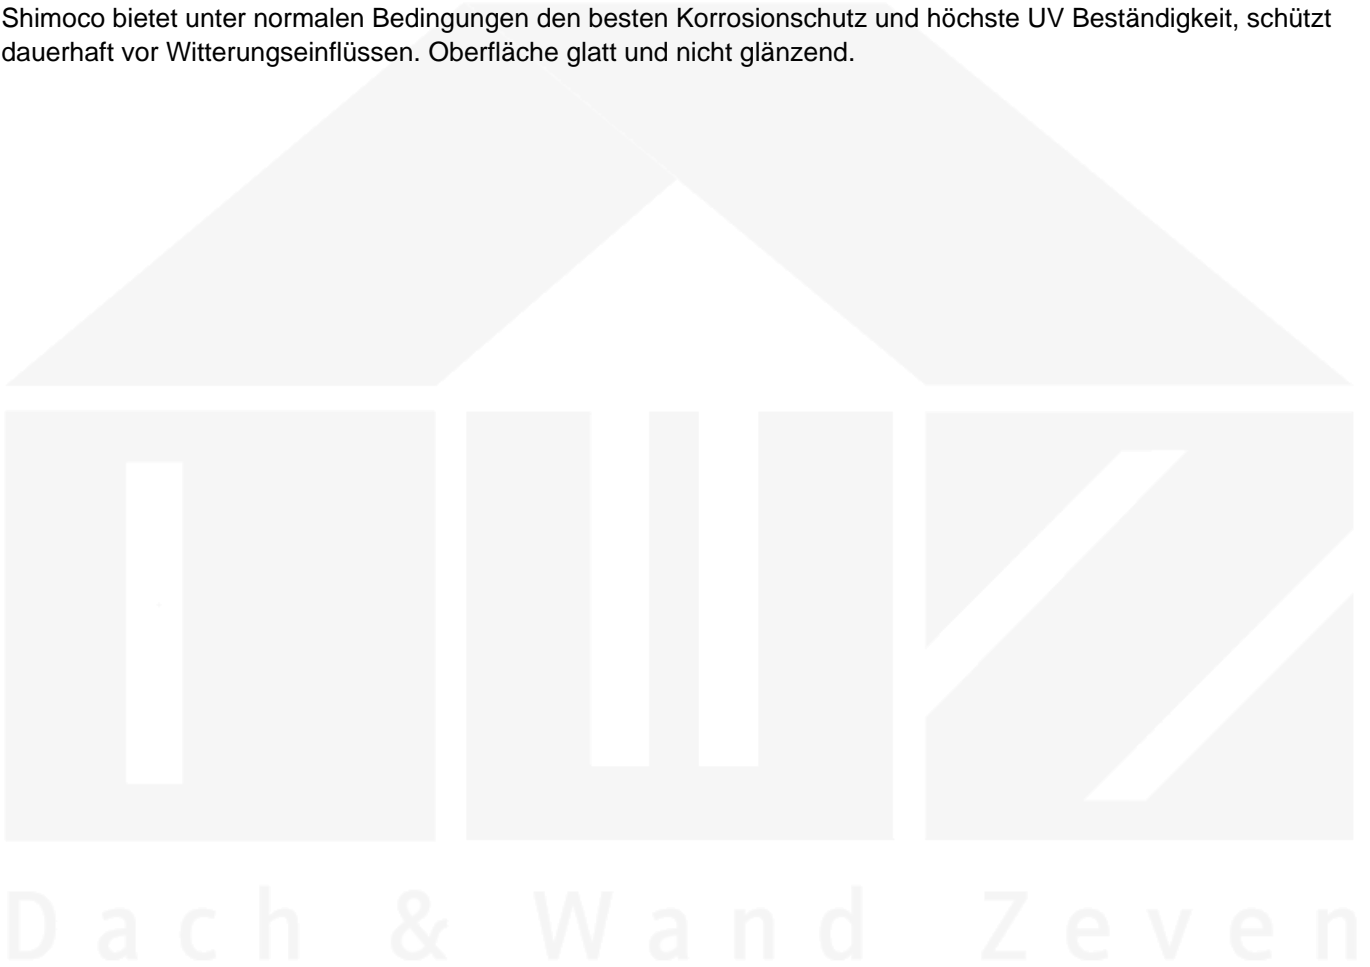 Shimoco bietet unter normalen Bedingungen den besten Korrosionschutz und höchste UV Beständigkeit, schützt
dauerhaft vor Witterungseinflüssen. Oberfläche glatt und nicht glänzend.
Dach & Wand Zeven